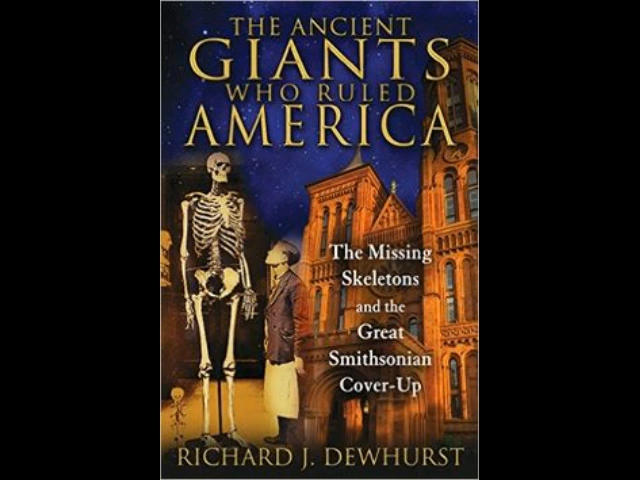 THE ANCIENT
GIANTS
WHO RULED
AMERICA
The Missing
Skeletons
and the
Great
Smithsonian
Cover-Up
RICHARD J. DEWHURST